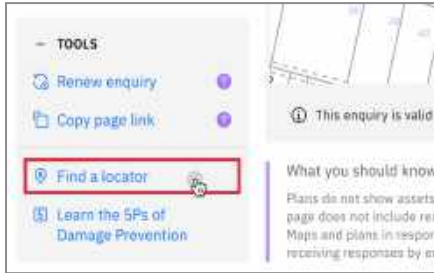 TOOLS
Renew enquiry
Copy page link
Find a locator
Learn the 5Ps of
Damage Prevention
This enquiry is valid
What you should know
Plans do not show assets
page does not include
Maps and plans in
receiving responses by